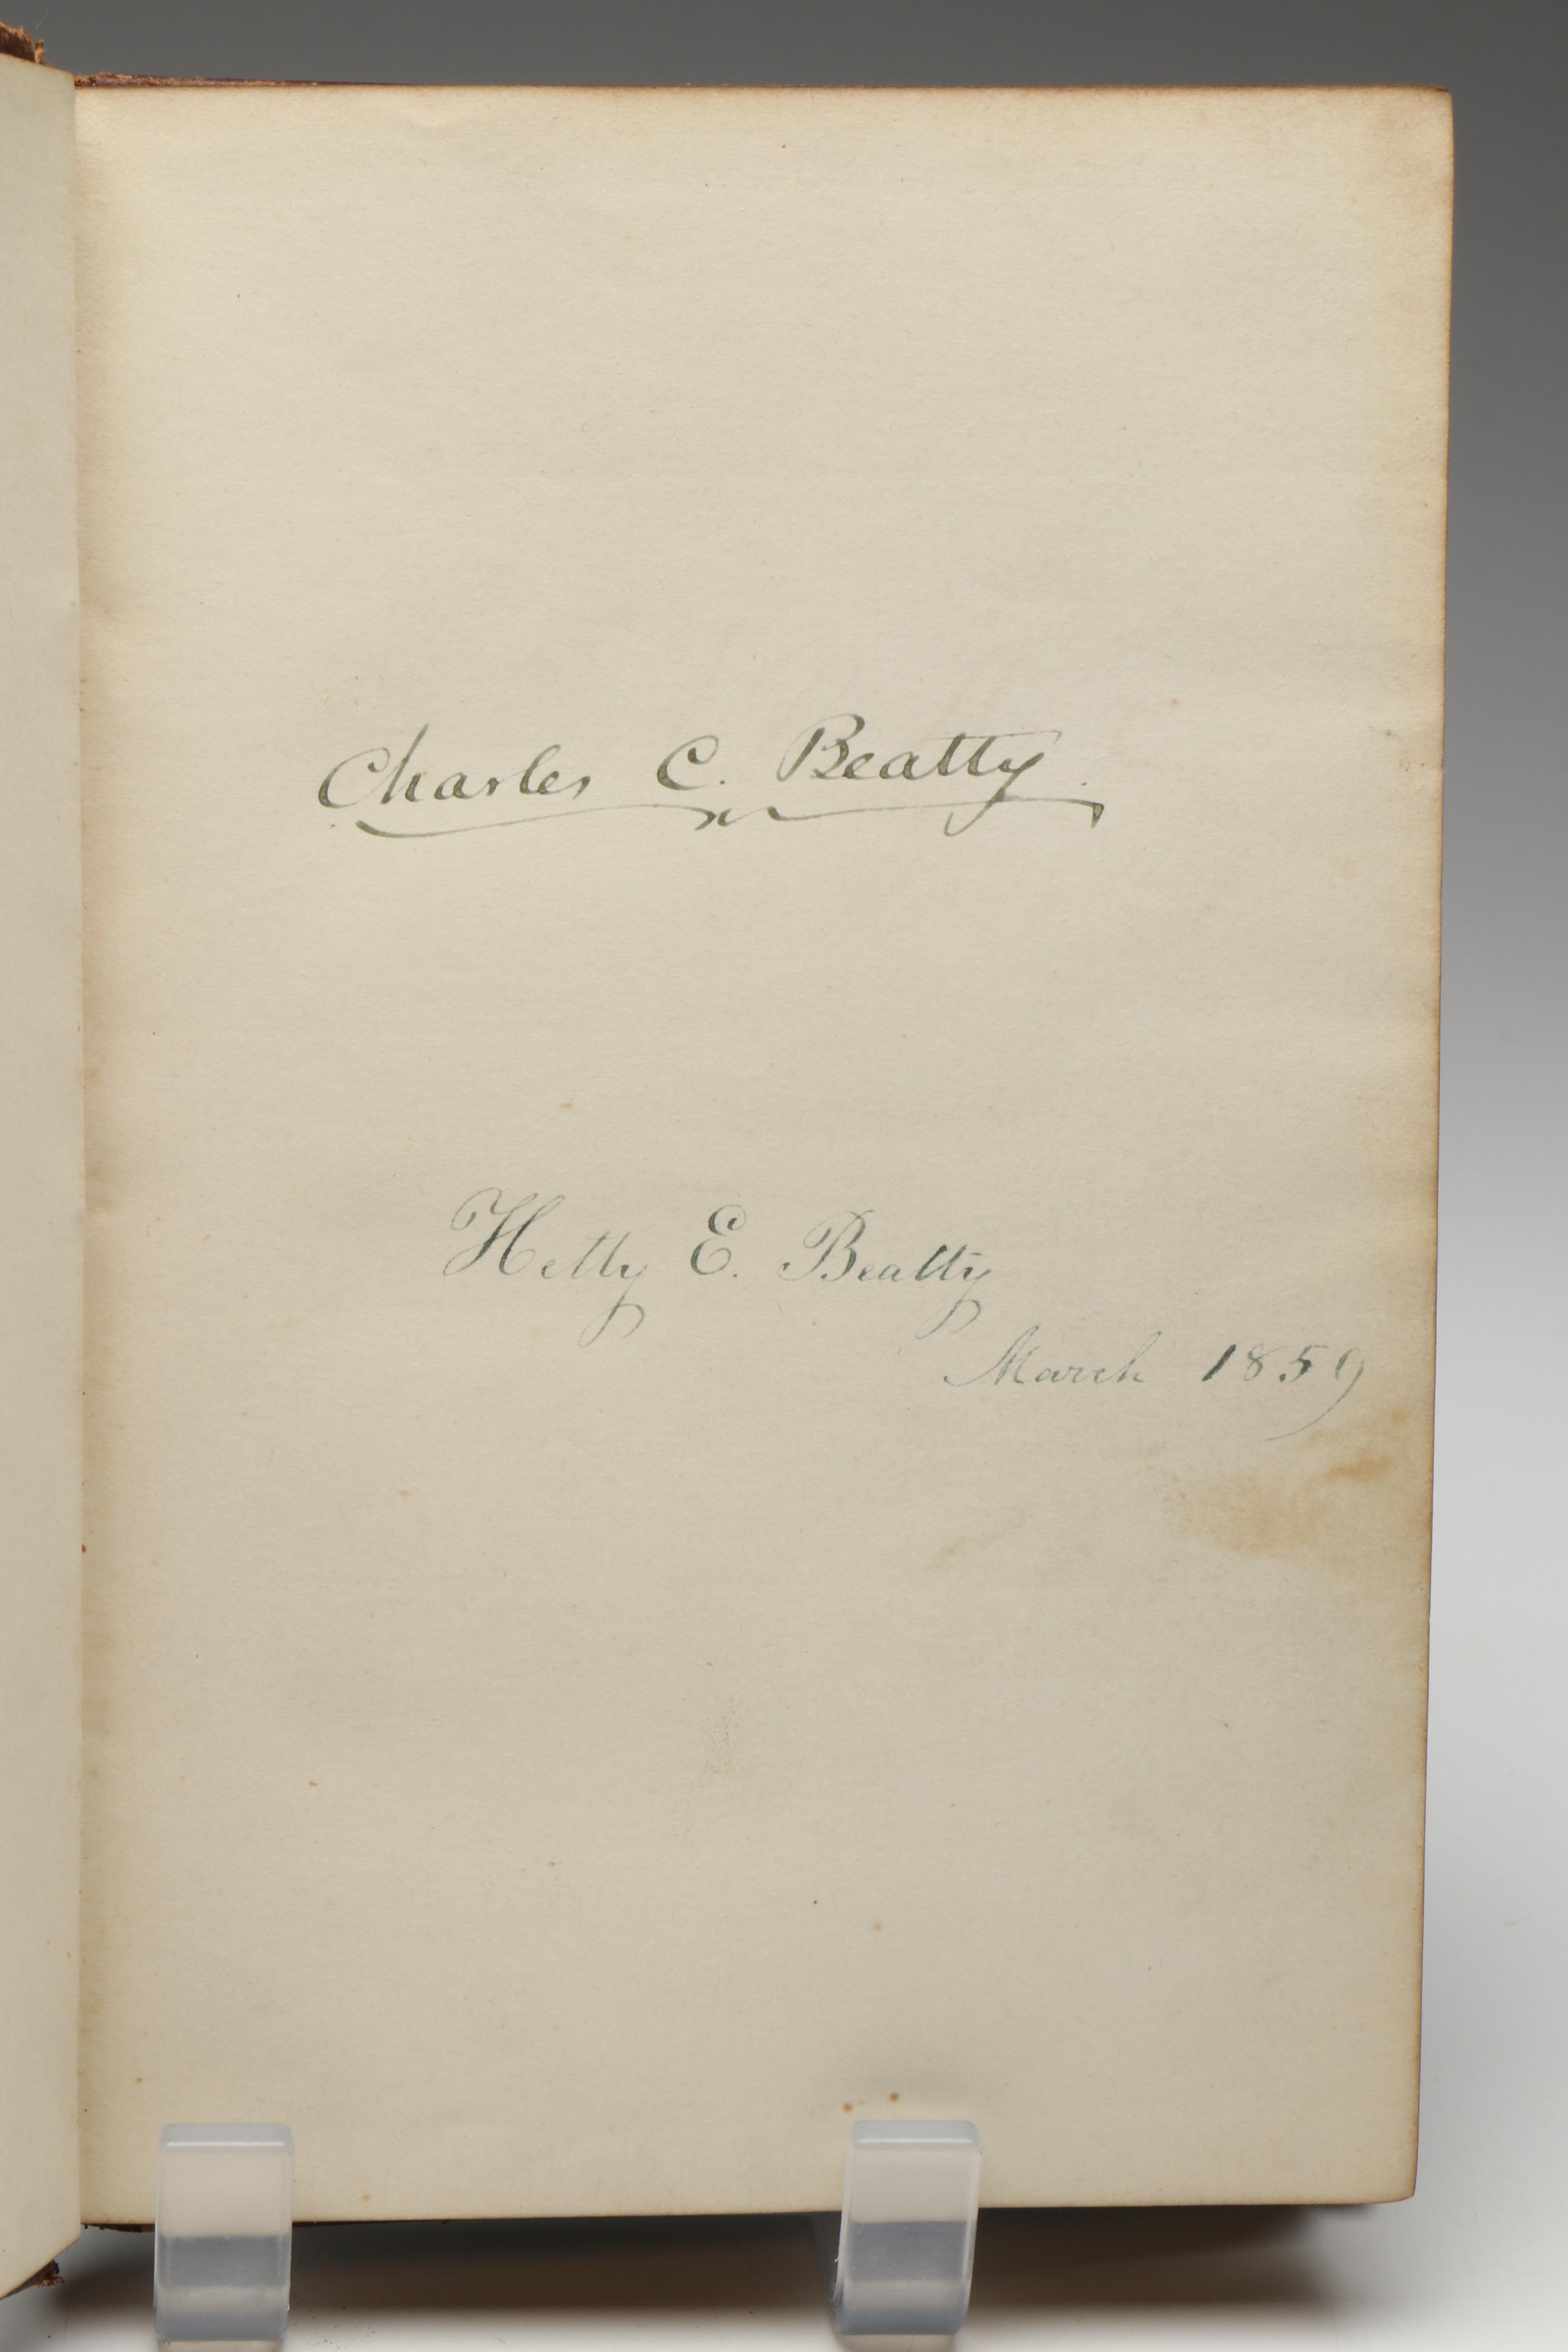 Charles C. Beatty
Hetty E. Beatty
March 1859